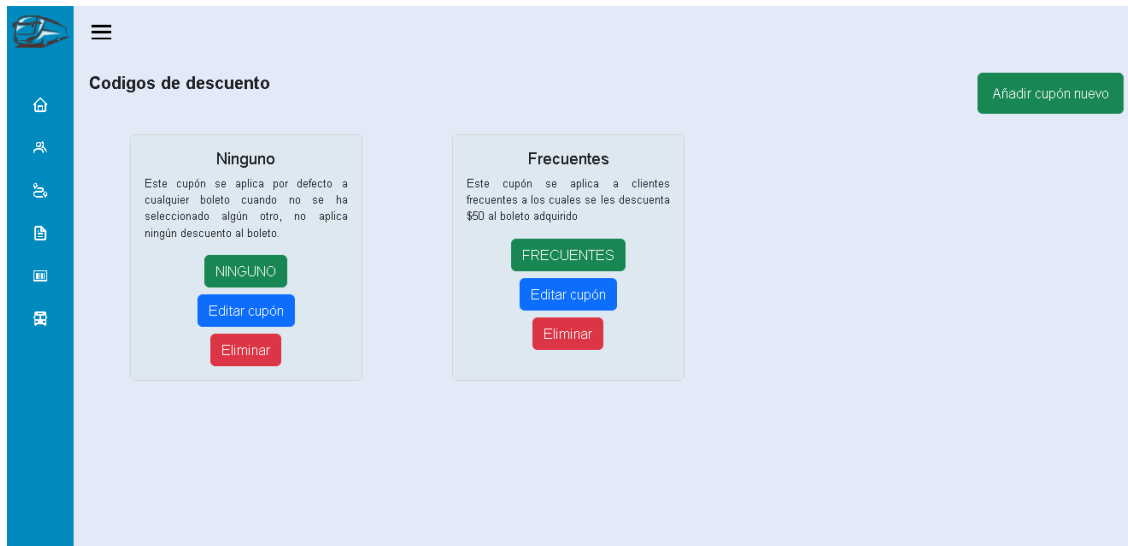 Codigos de descuento
Añadir cupón nuevo
Ninguno
Este cupón se aplica por defecto a
cualquier boleto cuando no se ha
seleccionado algún otro, no aplica
ningún descuento al boleto.
NINGUNO
Editar cupón
Eliminar
Frecuentes
Este cupón se aplica a clientes
frecuentes a los cuales se les descuenta
$50 al boleto adquirido
FRECUENTES
Editar cupón
Eliminar